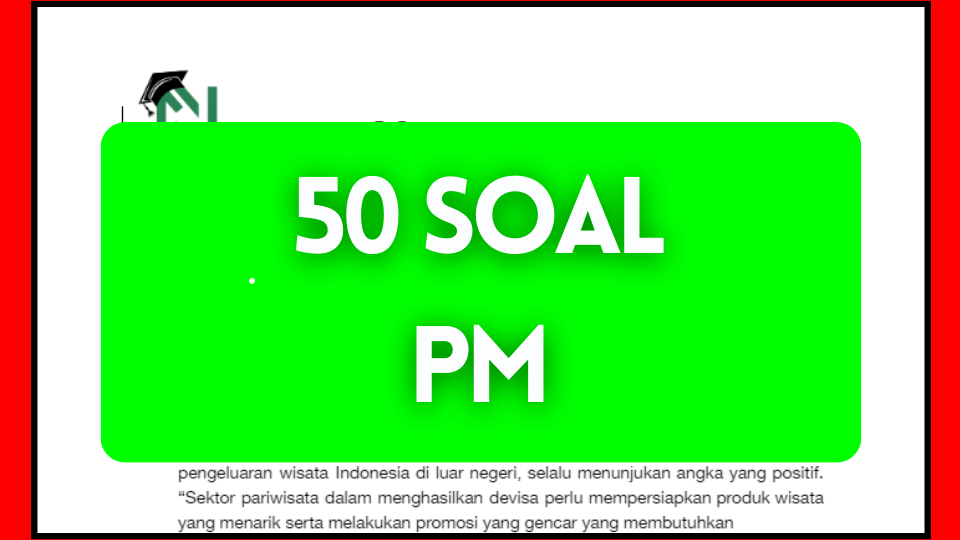 50 SOAL
PM
pengeluaran wisata Indonesia di luar negeri, selalu menunjukan angka yang positif.
“Sektor pariwisata dalam menghasilkan devisa perlu mempersiapkan produk wisata
yang menarik serta melakukan promosi yang gencar yang membutuhkan